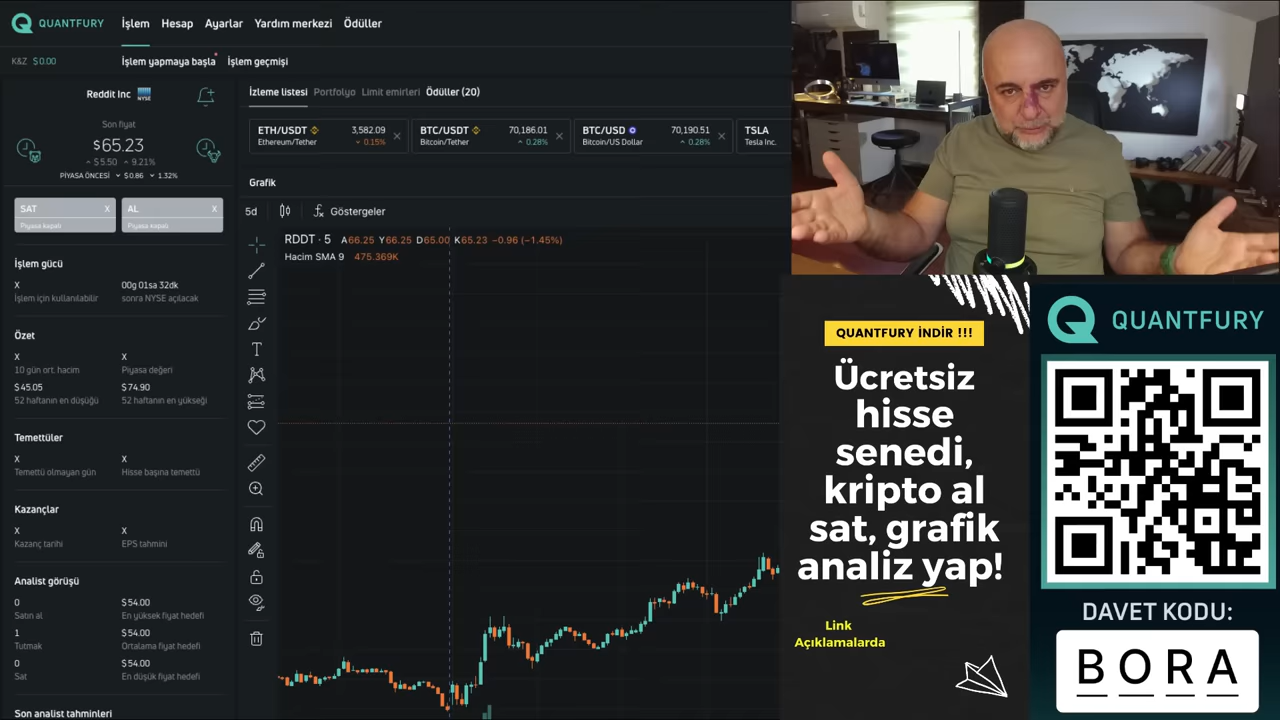 QUANTFURY
İşlem Hesap Ayarlar Yardım merkezi Ödüller
K&Z $0.00
İşlem yapmaya başla İşlem geçmişi
Reddit Inc NYSE
Son fiyat
$65.23
$5.50 9.21%
PİYASA ÖNCESİ $0.86 1.32%
SAT X
Piyasa kapalı
AL X
Piyasa kapalı
İşlem gücü
X
İşlem için kullanılabilir
00g 01sa 32dk
sonra NYSE açılacak
Özet
X
10 gün ort. hacim
X
Piyasa değeri
$45.05
52 haftanın en düşüğü
$74.90
52 haftanın en yükseği
Temettüler
X
Temettü olmayan gün
X
Hisse başına temettü
Kazançlar
X
Kazanç tarihi
X
EPS tahmini
Analist görüşü
0
Satın al
$54.00
En yüksek fiyat hedefi
1
Tutmak
$54.00
Ortalama fiyat hedefi
0
Sat
$54.00
En düşük fiyat hedefi
Son analist tahminleri
İzleme listesi Portfolyo Limit emirleri Ödüller (20)
ETH/USDT 3,582.09
Ethereum/Tether 0.15%
BTC/USDT 70,186.01
Bitcoin/Tether 0.28%
BTC/USD 70,190.51
Bitcoin/US Dollar 0.28%
TSLA
Tesla Inc.
Grafik
5d Göstergeler
RDDT · 5 A66.25 Y66.25 D65.00 K65.23 −0.96 (−1.45%)
Hacim SMA 9 475.369K
QUANTFURY İNDİR !!!
Ücretsiz
hisse
senedi,
kripto al
sat, grafik
analiz yap!
Link
Açıklamalarda
QUANTFURY
DAVET KODU:
BORA